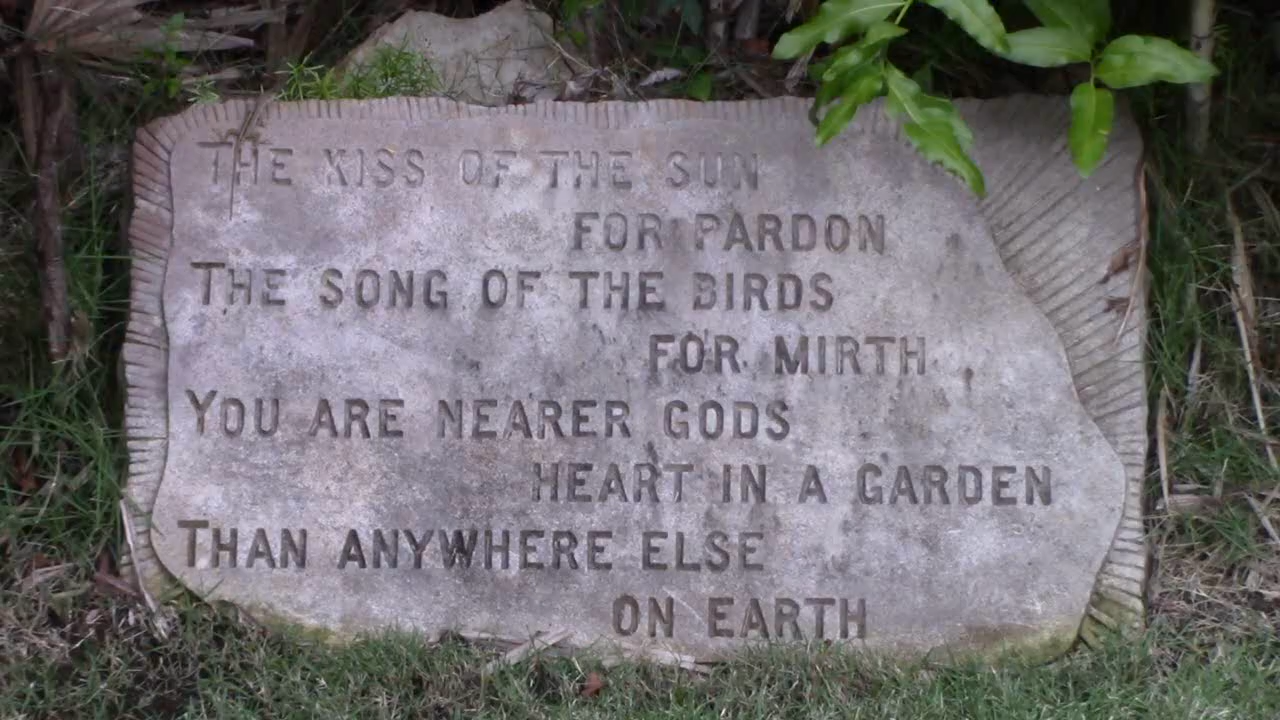 THE KISS OF THE SUN
FOR PARDON
THE SONG OF THE BIRDS
FOR MIRTH
YOU ARE NEARER GODS
HEART IN A GARDEN
THAN ANYWHERE ELSE
ON EARTH